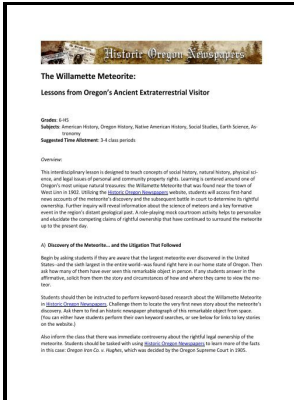 Historic Oregon Newspapers
The Willamette Meteorite:
Lessons from Oregon's Ancient Extraterrestrial Visitor
Grades: 6-HS
Subjects: American History, Oregon History, Native American History, Social Studies, Earth Science, As-
tronomy
Suggested Time Allotment: 3-4 class periods
Overview:
This interdisciplinary lesson is designed to teach concepts of social history, natural history, physical sci-
ence, and legal issues of personal and community property rights. Learning is centered around one of
Oregon's most unique natural treasures: the Willamette Meteorite that was found near the town of
West Linn in 1902. Utilizing the Historic Oregon Newspapers website, students will access first-hand
news accounts of the meteorite's discovery and the subsequent battle in court to determine its rightful
ownership. Further inquiry will reveal information about the science of meteors and a key formative
event in the region's distant geological past. A role-playing mock courtroom activity helps to personalize
and elucidate the competing claims of rightful ownership that have continued to surround the meteorite
up to the present day.
A) Discovery of the Meteorite... and the Litigation That Followed
Begin by asking students if they are aware that the largest meteorite ever discovered in the United
States--and the sixth largest in the entire world--was found right here in our home state of Oregon. Then
ask how many of them have ever seen this remarkable object in person. If any students answer in the
affirmative, solicit from them the story and circumstances of how and where they came to view the me-
teor.
Students should then be instructed to perform keyword-based research about the Willamette Meteorite
in Historic Oregon Newspapers. Challenge them to locate the very first news story about the meteorite's
discovery. Ask them to find an historic newspaper photograph of this remarkable object from space.
(You can either have students perform their own keyword searches, or see below for links to key stories
on the website.)
Also inform the class that there was immediate controversy about the rightful legal ownership of the
meteorite. Students should be tasked with using Historic Oregon Newspapers to learn more of the facts
in this case: Oregon Iron Co. v. Hughes, which was decided by the Oregon Supreme Court in 1905.